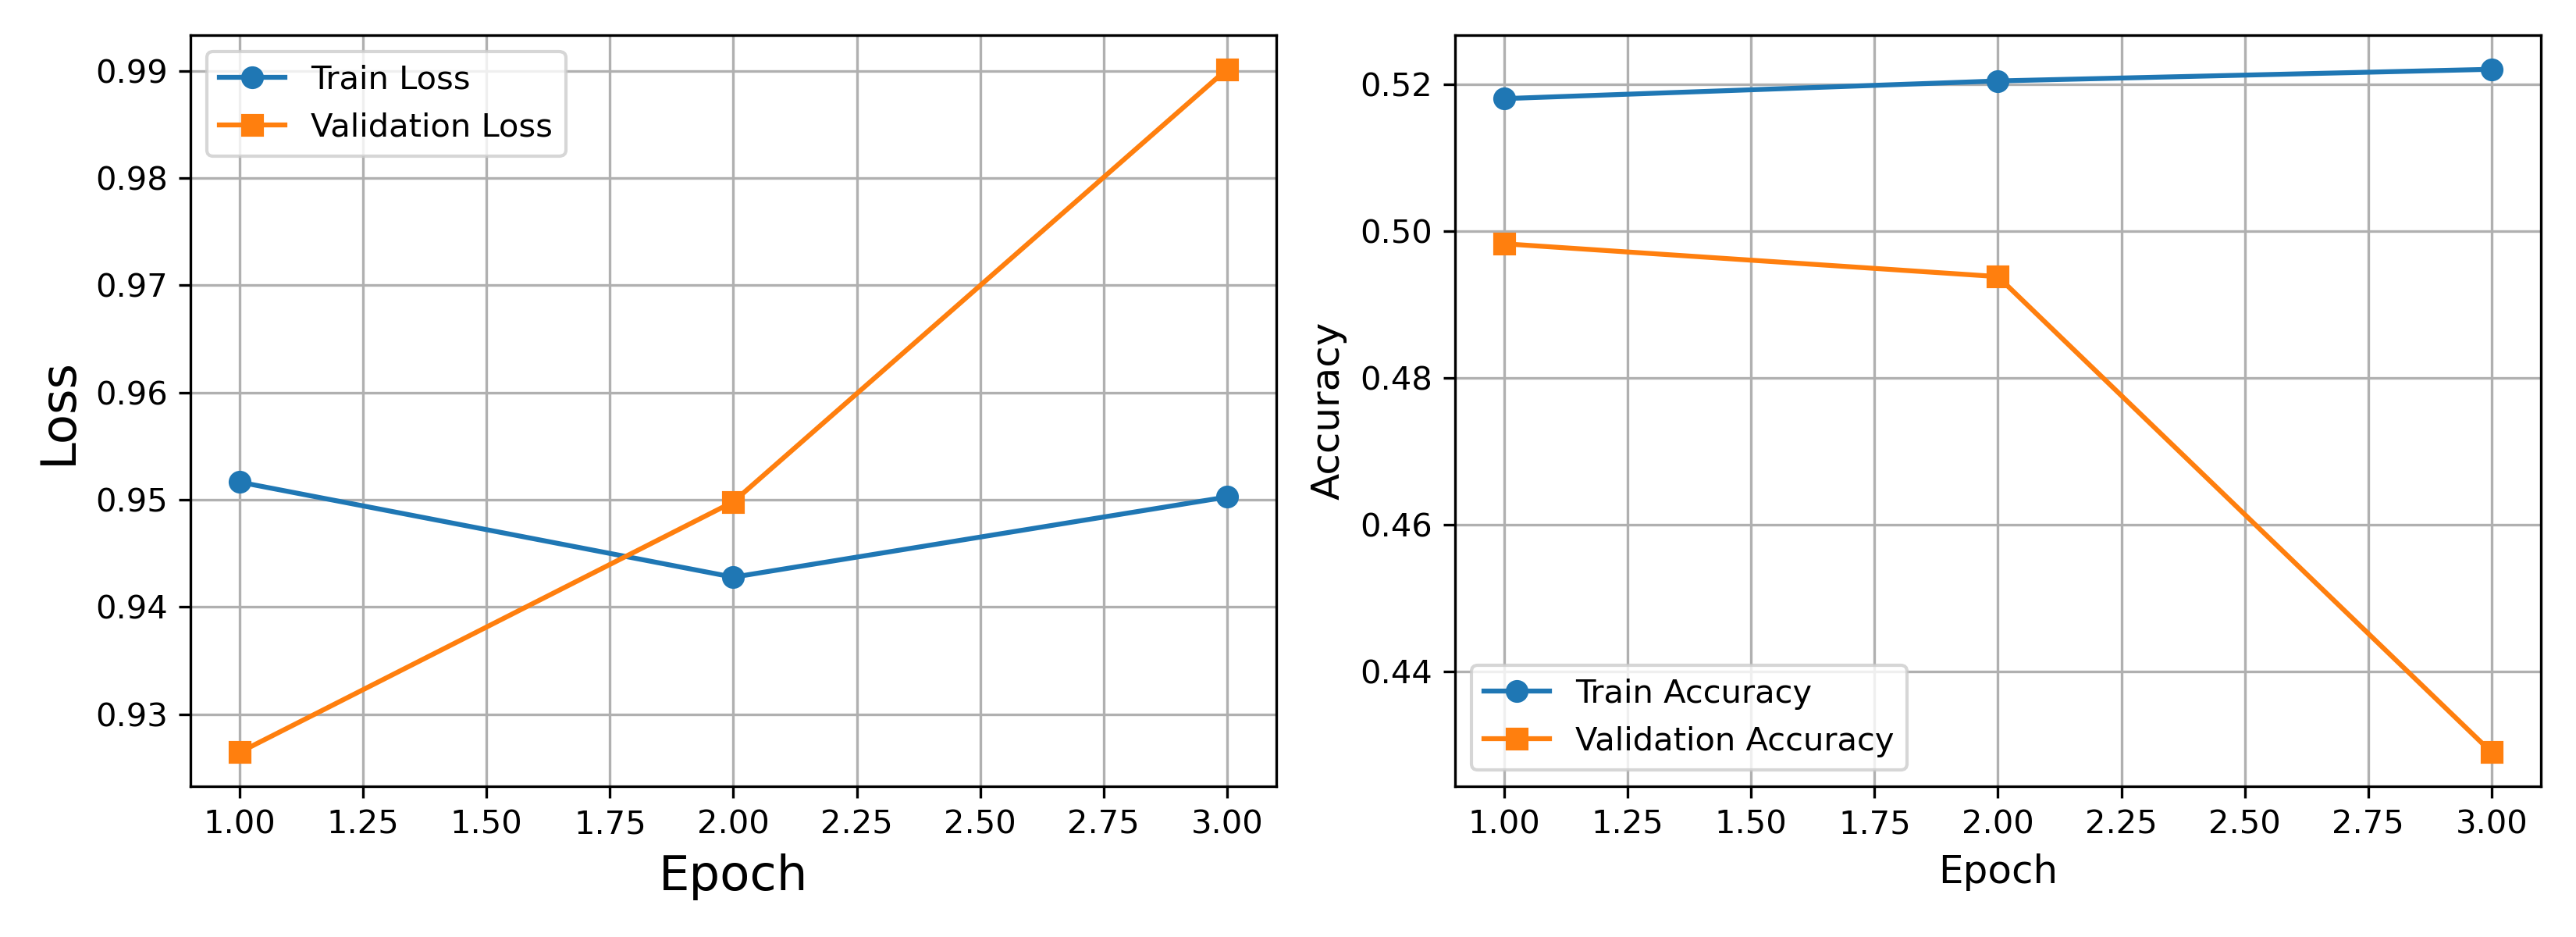 Train Loss
Validation Loss
0.99
0.98
0.97
0.96
0.95
0.94
0.93
Loss
1.00 1.25 1.50 1.75 2.00 2.25 2.50 2.75 3.00
Epoch
0.52
0.50
0.48
0.46
0.44
Accuracy
Train Accuracy
Validation Accuracy
1.00 1.25 1.50 1.75 2.00 2.25 2.50 2.75 3.00
Epoch